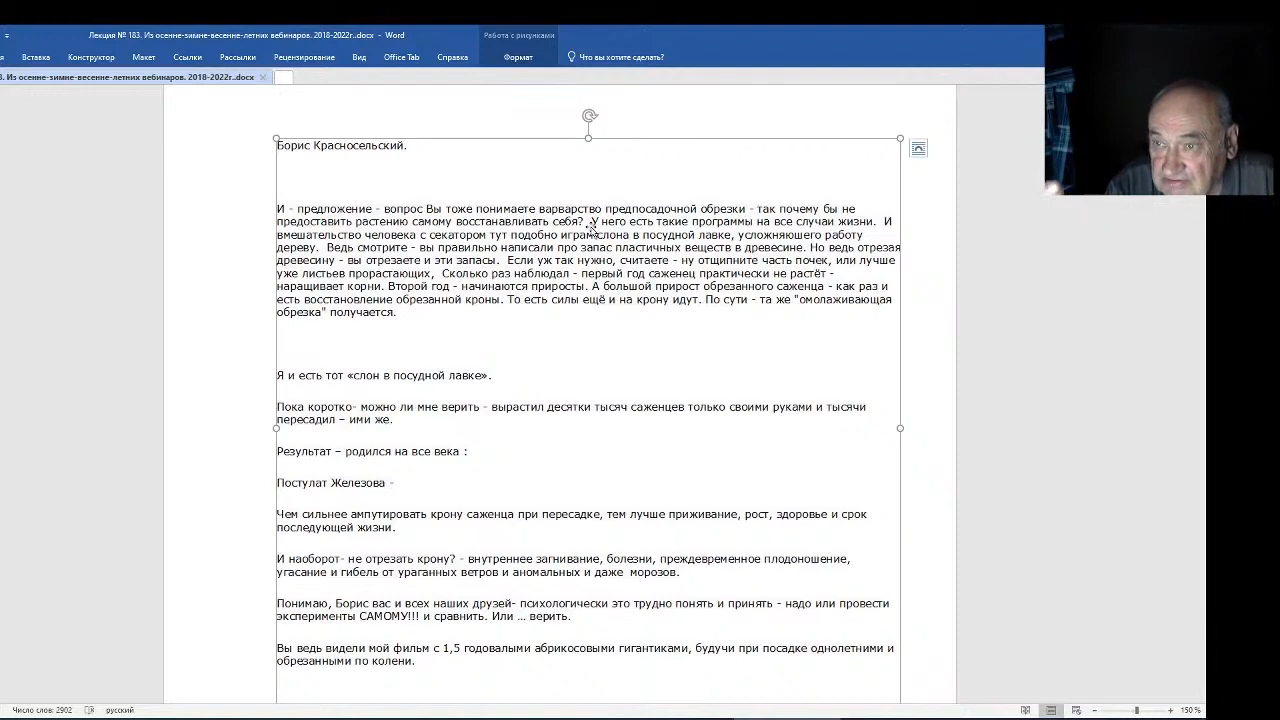 Лекция № 183. Из осенне-зимне-весенне-летних вебинаров. 2018-2022г..docx - Word
Работа с рисунками
Вставка Конструктор Макет Ссылки Рассылки Рецензирование Вид Office Tab Справка Формат Что вы хотите сделать?
3. Из осенне-зимне-весенне-летних вебинаров. 2018-2022г..docx
Борис Красносельский.
И - предложение - вопрос Вы тоже понимаете варварство предпосадочной обрезки - так почему бы не
предоставить растению самому восстанавливать себя? У него есть такие программы на все случаи жизни. И
вмешательство человека с секатором тут подобно играм слона в посудной лавке, усложняюшего работу
дереву. Ведь смотрите - вы правильно написали про запас пластичных веществ в древесине. Но ведь отрезая
древесину - вы отрезаете и эти запасы. Если уж так нужно, считаете - ну отщипните часть почек, или лучше
уже листьев прорастающих, Сколько раз наблюдал - первый год саженец практически не растёт -
наращивает корни. Второй год - начинаются приросты. А большой прирост обрезанного саженца - как раз и
есть восстановление обрезанной кроны. То есть силы ещё и на крону идут. По сути - та же "омолаживающая
обрезка" получается.
Я и есть тот «слон в посудной лавке».
Пока коротко- можно ли мне верить - вырастил десятки тысяч саженцев только своими руками и тысячи
пересадил – ими же.
Результат – родился на все века :
Постулат Железова -
Чем сильнее ампутировать крону саженца при пересадке, тем лучше приживание, рост, здоровье и срок
последующей жизни.
И наоборот- не отрезать крону? - внутреннее загнивание, болезни, преждевременное плодоношение,
угасание и гибель от ураганных ветров и аномальных и даже морозов.
Понимаю, Борис вас и всех наших друзей- психологически это трудно понять и принять - надо или провести
эксперименты САМОМУ!!! и сравнить. Или … верить.
Вы ведь видели мой фильм с 1,5 годовалыми абрикосовыми гигантиками, будучи при посадке однолетними и
обрезанными по колени.
Число слов: 2902 русский 150 %